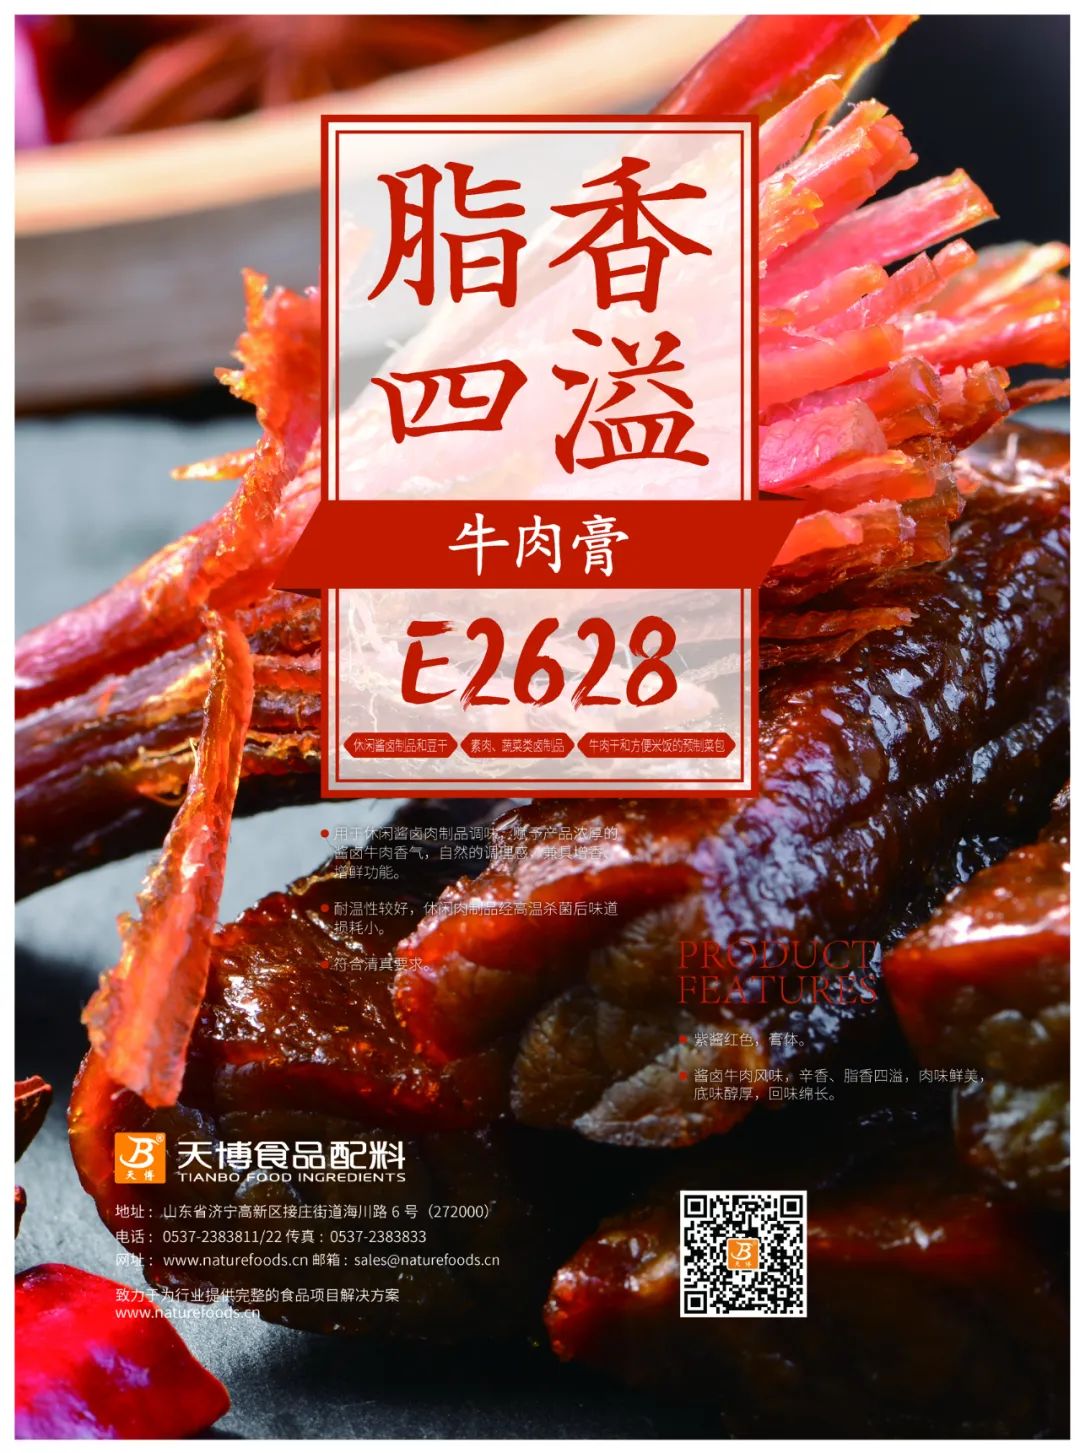 脂香
四溢
牛肉膏
E2628
休闲酱卤制品和豆干 素肉、蔬菜类卤制品 牛肉干和方便米饭的预制菜包
用于休闲酱卤肉制品调味，赋予产品浓厚的
酱卤牛肉香气，自然的调理感，兼具增香、
增鲜功能。
耐温性较好，休闲肉制品经高温杀菌后味道
损耗小。
符合清真要求。
PRODUCT
FEATURES
紫酱红色，膏体。
酱卤牛肉风味，辛香、脂香四溢，肉味鲜美，
底味醇厚，回味绵长。
B®
天博
天博食品配料
TIANBO FOOD INGREDIENTS
地址：山东省济宁高新区接庄街道海川路 6 号（272000）
电话：0537-2383811/22 传真：0537-2383833
网址：www.naturefoods.cn 邮箱：sales@naturefoods.cn
致力于为行业提供完整的食品项目解决方案
www.naturefoods.cn
B
天博